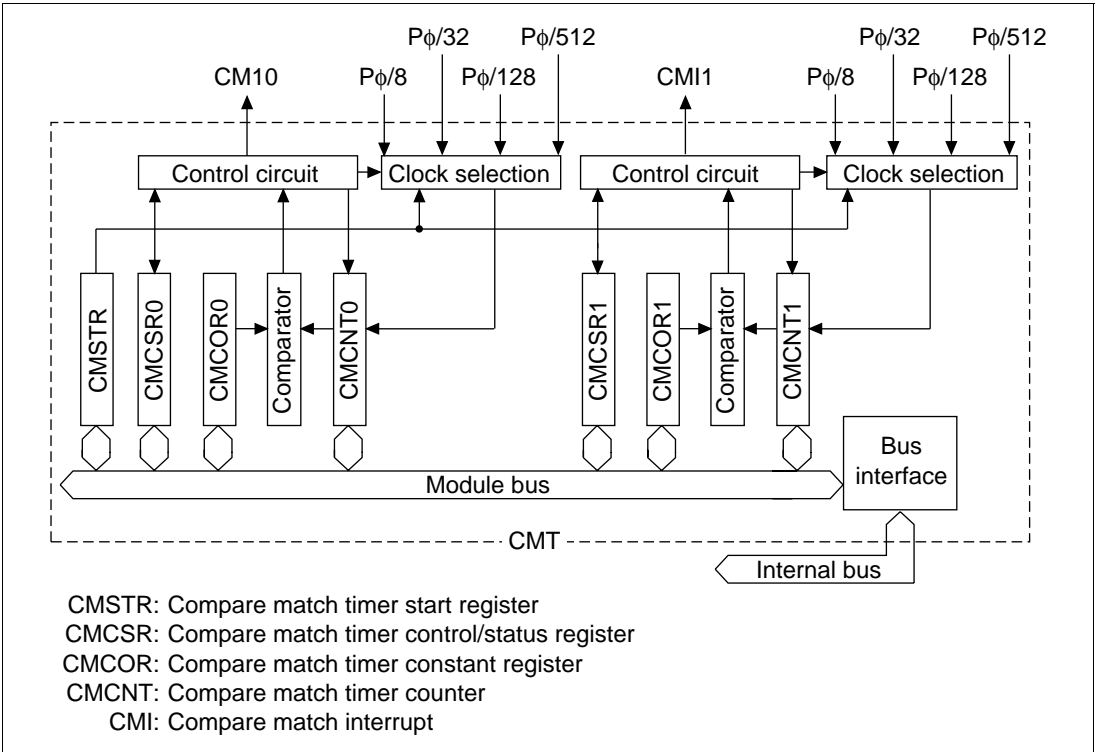 Pφ/32 Pφ/512 Pφ/32 Pφ/512
CM10 Pφ/8 Pφ/128 CMI1 Pφ/8 Pφ/128
Control circuit Clock selection Control circuit Clock selection
CMSTR
CMCSR0
CMCOR0
Comparator
CMCNT0
CMCSR1
CMCOR1
Comparator
CMCNT1
Bus
interface
Module bus
CMT
Internal bus
CMSTR: Compare match timer start register
CMCSR: Compare match timer control/status register
CMCOR: Compare match timer constant register
CMCNT: Compare match timer counter
CMI: Compare match interrupt